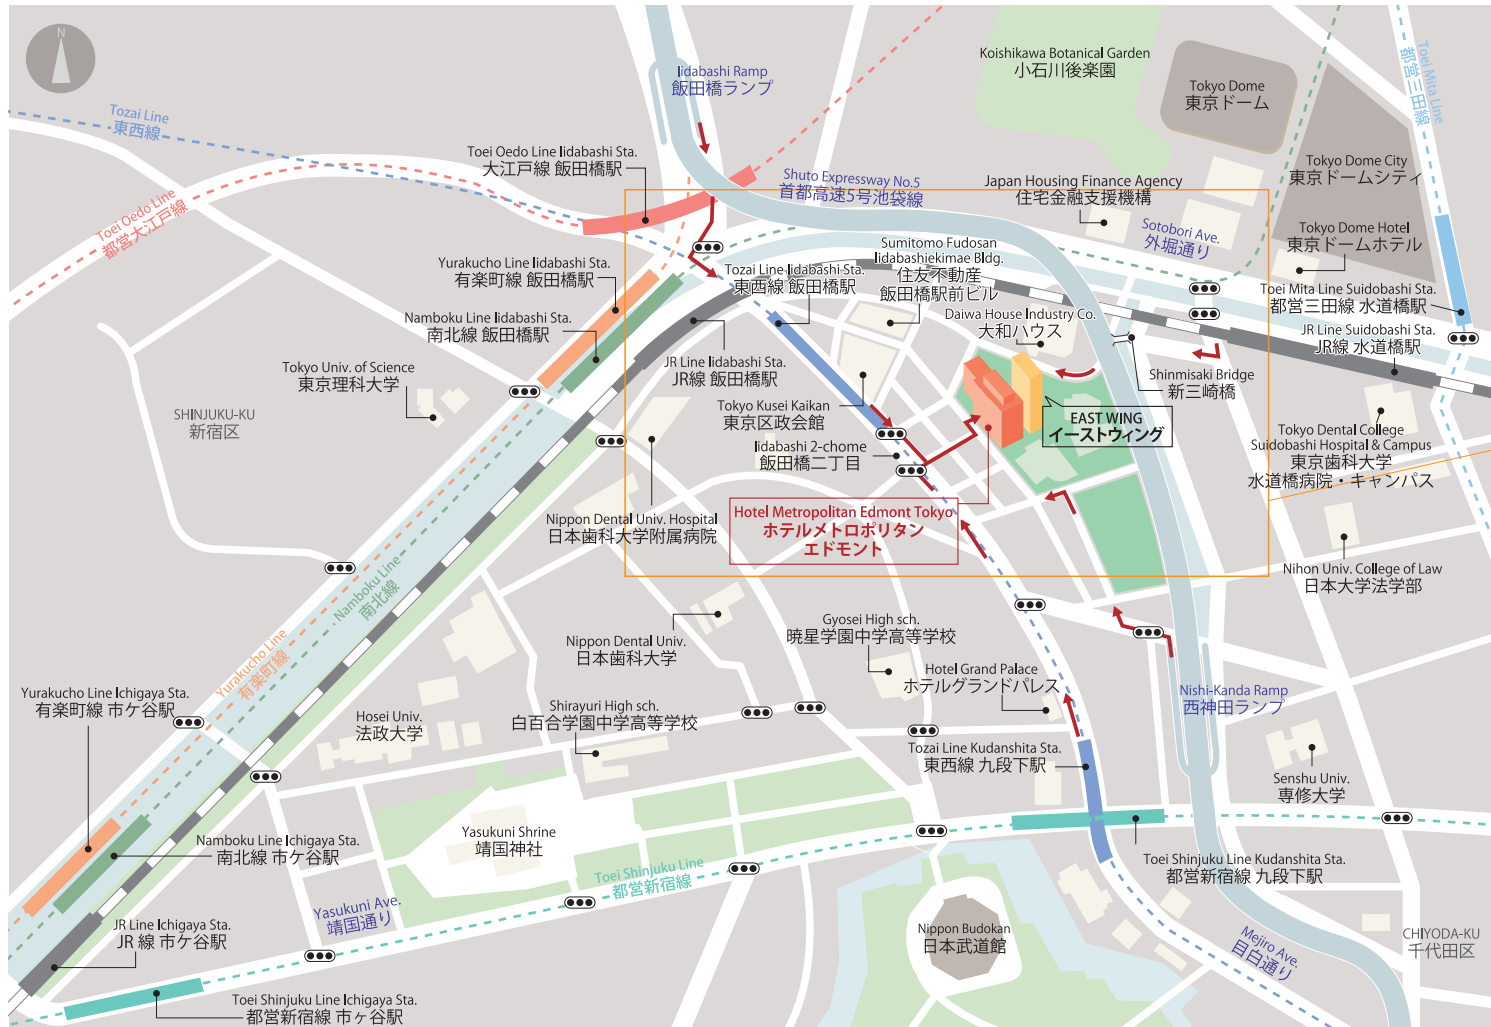 N
Iidabashi Ramp
飯田橋ランプ
Koishikawa Botanical Garden
小石川後楽園
Tokyo Dome
東京ドーム
Toei Mita Line
都営三田線
Tozai Line
東西線
Toei Oedo Line Iidabashi Sta.
大江戸線 飯田橋駅
Shuto Expressway No.5
首都高速5号池袋線
Japan Housing Finance Agency
住宅金融支援機構
Tokyo Dome City
東京ドームシティ
Toei Oedo Line
都営大江戸線
Sotobori Ave.
外堀通り
Tokyo Dome Hotel
東京ドームホテル
Yurakucho Line Iidabashi Sta.
有楽町線 飯田橋駅
Tozai Line Iidabashi Sta.
東西線 飯田橋駅
Sumitomo Fudosan
Iidabashiekimae Bldg.
住友不動産
飯田橋駅前ビル
Toei Mita Line Suidobashi Sta.
都営三田線 水道橋駅
Namboku Line Iidabashi Sta.
南北線 飯田橋駅
Daiwa House Industry Co.
大和ハウス
JR Line Suidobashi Sta.
JR線 水道橋駅
Tokyo Univ. of Science
東京理科大学
JR Line Iidabashi Sta.
JR線 飯田橋駅
Shinmisaki Bridge
新三崎橋
SHINJUKU-KU
新宿区
Tokyo Kusei Kaikan
東京区政会館
EAST WING
イーストウィング
Tokyo Dental College
Suidobashi Hospital & Campus
東京歯科大学
水道橋病院・キャンパス
Iidabashi 2-chome
飯田橋二丁目
Nippon Dental Univ. Hospital
日本歯科大学附属病院
Hotel Metropolitan Edmont Tokyo
ホテルメトロポリタン
エドモント
Nihon Univ. College of Law
日本大学法学部
Namboku Line
南北線
Yurakucho Line
有楽町線
Nippon Dental Univ.
日本歯科大学
Gyosei High sch.
暁星学園中学高等学校
Hotel Grand Palace
ホテルグランドパレス
Nishi-Kanda Ramp
西神田ランプ
Yurakucho Line Ichigaya Sta.
有楽町線 市ケ谷駅
Hosei Univ.
法政大学
Shirayuri High sch.
白百合学園中学高等学校
Tozai Line Kudanshita Sta.
東西線 九段下駅
Senshu Univ.
専修大学
Namboku Line Ichigaya Sta.
南北線 市ケ谷駅
Yasukuni Shrine
靖国神社
Toei Shinjuku Line
都営新宿線
Toei Shinjuku Line Kudanshita Sta.
都営新宿線 九段下駅
Yasukuni Ave.
靖国通り
JR Line Ichigaya Sta.
JR 線 市ケ谷駅
Nippon Budokan
日本武道館
Mejiro Ave.
目白通り
CHIYODA-KU
千代田区
Toei Shinjuku Line Ichigaya Sta.
都営新宿線 市ヶ谷駅